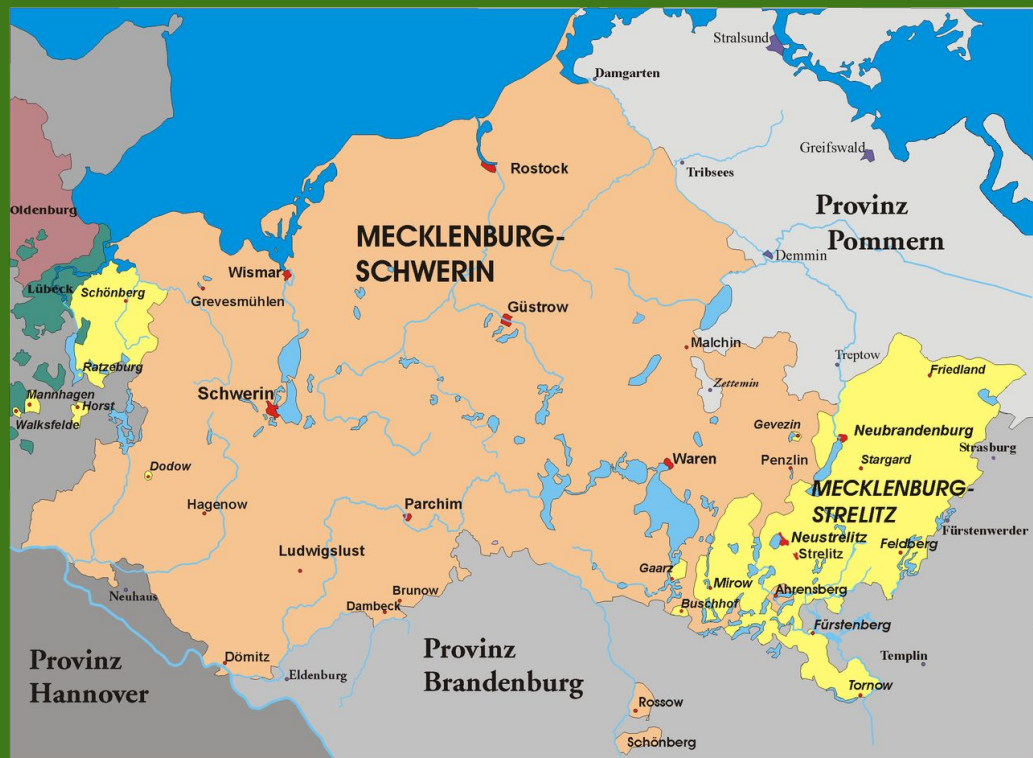 Stralsund
Damgarten
Greifswald
Rostock
Tribsees
Oldenburg
Provinz
Pommern
MECKLENBURG-
SCHWERIN
Demmin
Wismar
Lübeck
Schönberg
Grevesmühlen
Güstrow
Malchin
Treptow
Ratzeburg
Friedland
Zettemin
Schwerin
Mannhagen
Horst
Walksfelde
Gevezin
Neubrandenburg
Strasburg
Waren
Penzlin
Stargard
Dodow
MECKLENBURG-
STRELITZ
Hagenow
Parchim
Fürstenwerder
Neustrelitz
Feldberg
Ludwigslust
Strelitz
Gaarz
Mirow
Neuhaus
Brunow
Ahrensberg
Dambeck
Buschhof
Fürstenberg
Provinz
Hannover
Dömitz
Provinz
Brandenburg
Templin
Eldenburg
Tornow
Rossow
Schönberg